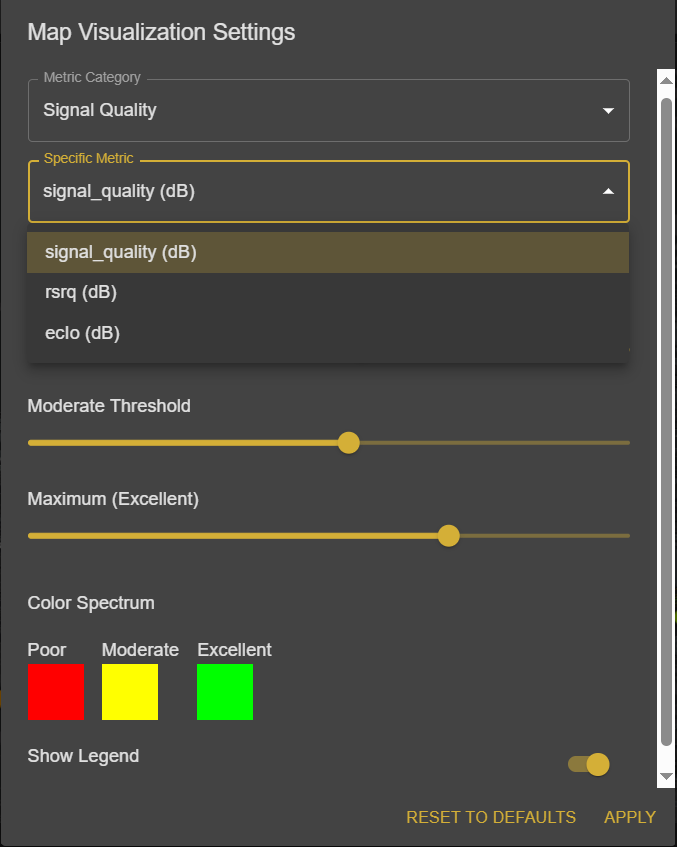 Map Visualization Settings
Metric Category
Signal Quality
Specific Metric
signal_quality (dB)
signal_quality (dB)
rsrq (dB)
ecIo (dB)
Moderate Threshold
Maximum (Excellent)
Color Spectrum
Poor Moderate Excellent
Show Legend
RESET TO DEFAULTS APPLY